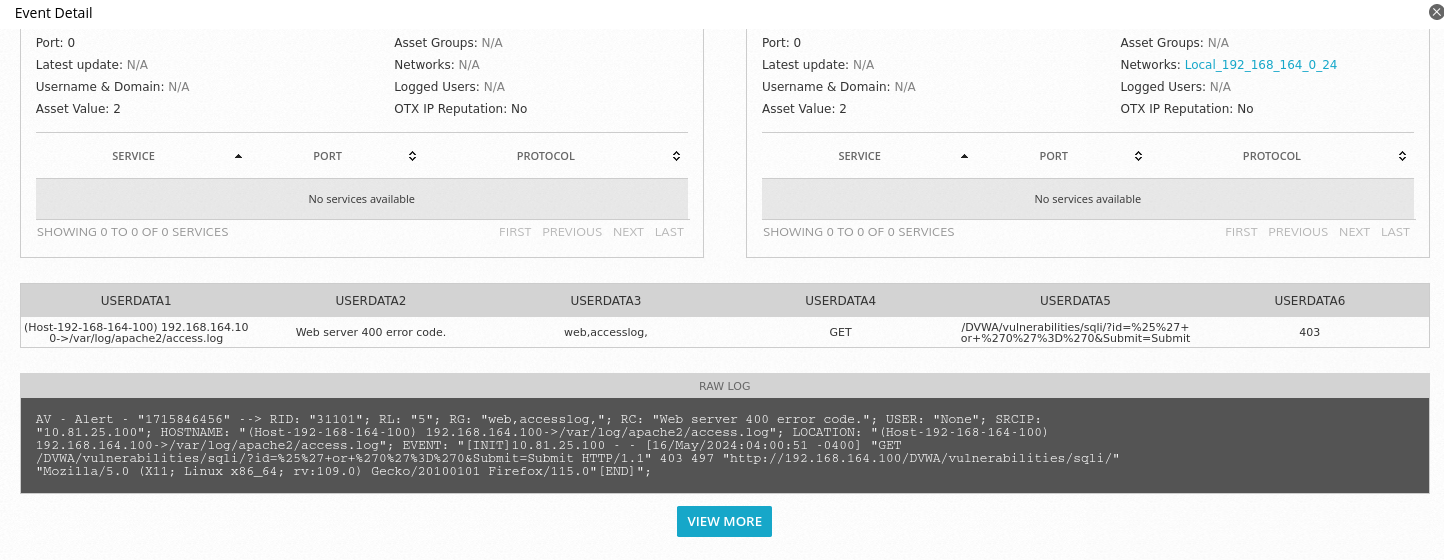 Event Detail
Port: 0
Asset Groups: N/A
Latest update: N/A
Networks: N/A
Username & Domain: N/A
Logged Users: N/A
Asset Value: 2
OTX IP Reputation: No
SERVICE PORT PROTOCOL
No services available
SHOWING 0 TO 0 OF 0 SERVICES
FIRST PREVIOUS NEXT LAST
Port: 0
Asset Groups: N/A
Latest update: N/A
Networks: Local_192_168_164_0_24
Username & Domain: N/A
Logged Users: N/A
Asset Value: 2
OTX IP Reputation: No
SERVICE PORT PROTOCOL
No services available
SHOWING 0 TO 0 OF 0 SERVICES
FIRST PREVIOUS NEXT LAST
USERDATA1 USERDATA2 USERDATA3 USERDATA4 USERDATA5 USERDATA6
(Host-192-168-164-100) 192.168.164.10
0->/var/log/apache2/access.log
Web server 400 error code.
web,accesslog,
GET
/DVWA/vulnerabilities/sqli/?id=%25%27+
or+%270%27%3D%270&Submit=Submit
403
RAW LOG
AV - Alert - "1715846456" --> RID: "31101"; RL: "5"; RG: "web,accesslog,"; RC: "Web server 400 error code."; USER: "None"; SRCIP:
"10.81.25.100"; HOSTNAME: "(Host-192-168-164-100) 192.168.164.100->/var/log/apache2/access.log"; LOCATION: "(Host-192-168-164-100)
192.168.164.100->/var/log/apache2/access.log"; EVENT: "[INIT]10.81.25.100 - - [16/May/2024:04:00:51 -0400] "GET
/DVWA/vulnerabilities/sqli/?id=%25%27+or+%270%27%3D%270&Submit=Submit HTTP/1.1" 403 497 "http://192.168.164.100/DVWA/vulnerabilities/sqli/"
"Mozilla/5.0 (X11; Linux x86_64; rv:109.0) Gecko/20100101 Firefox/115.0"[END]";
VIEW MORE